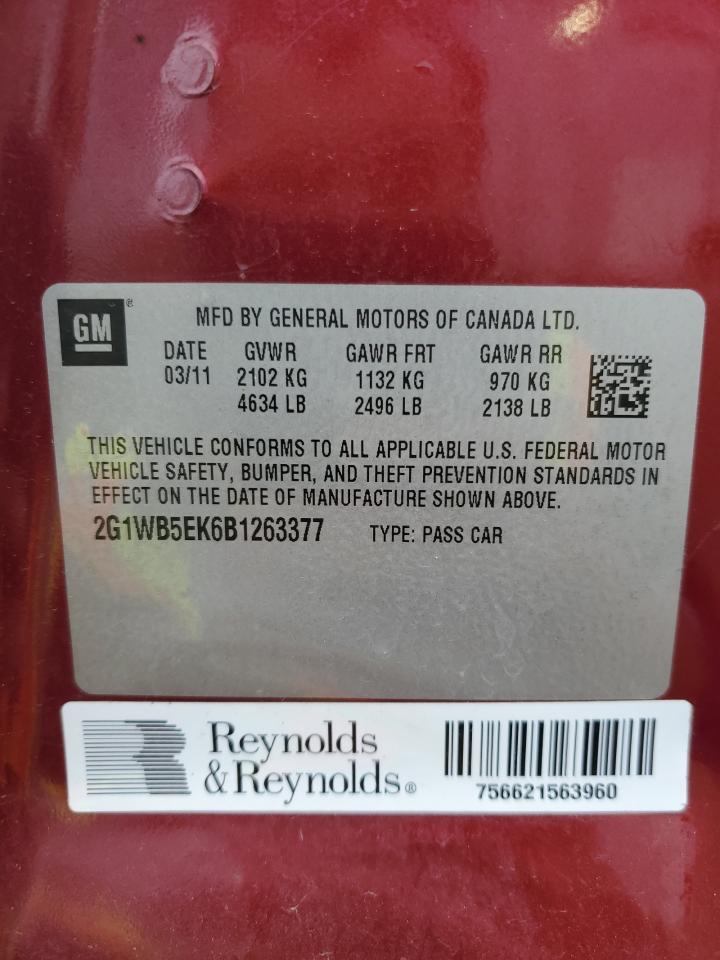 GM®
MFD BY GENERAL MOTORS OF CANADA LTD.
DATE GVWR GAWR FRT GAWR RR
03/11 2102 KG 1132 KG 970 KG
4634 LB 2496 LB 2138 LB
THIS VEHICLE CONFORMS TO ALL APPLICABLE U.S. FEDERAL MOTOR
VEHICLE SAFETY, BUMPER, AND THEFT PREVENTION STANDARDS IN
EFFECT ON THE DATE OF MANUFACTURE SHOWN ABOVE.
2G1WB5EK6B1263377 TYPE: PASS CAR
Reynolds
&Reynolds®
756621563960